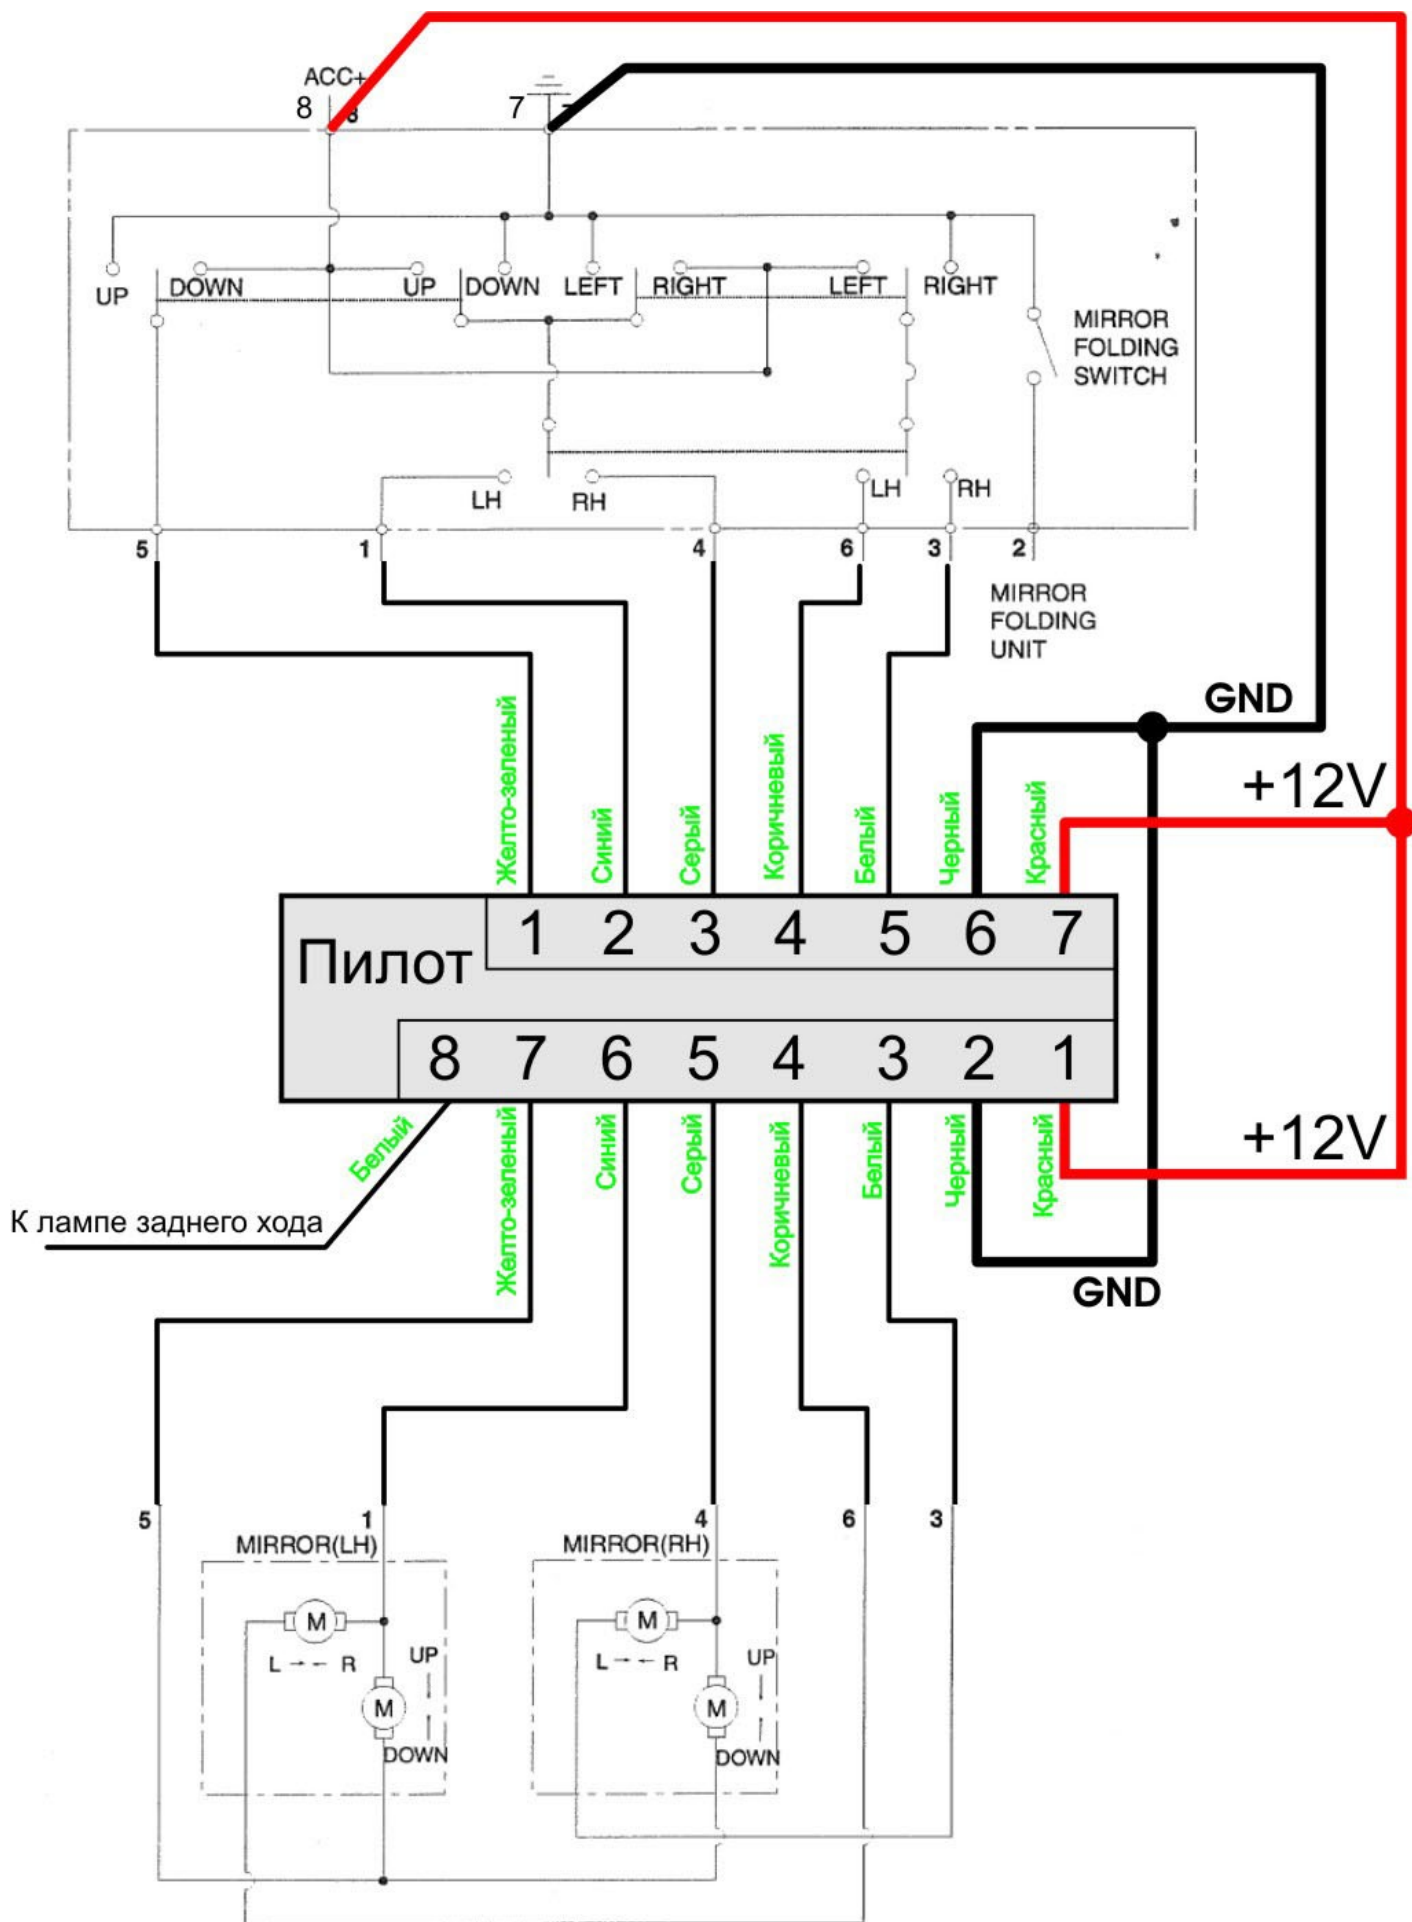 ACC+
8
8
7
UP
DOWN
UP
DOWN
LEFT
RIGHT
LEFT
RIGHT
MIRROR
FOLDING
SWITCH
LH
RH
LH
RH
5
1
4
6
3
2
MIRROR
FOLDING
UNIT
GND
+12V
Желто-зеленый
Синий
Серый
Коричневый
Белый
Черный
Красный
Пилот
1 2 3 4 5 6 7
8 7 6 5 4 3 2 1
Белый
Желто-зеленый
Синий
Серый
Коричневый
Белый
Черный
Красный
+12V
К лампе заднего хода
GND
5
1
4
6
3
MIRROR(LH)
MIRROR(RH)
M
L R
UP
M
DOWN
M
L R
UP
M
DOWN